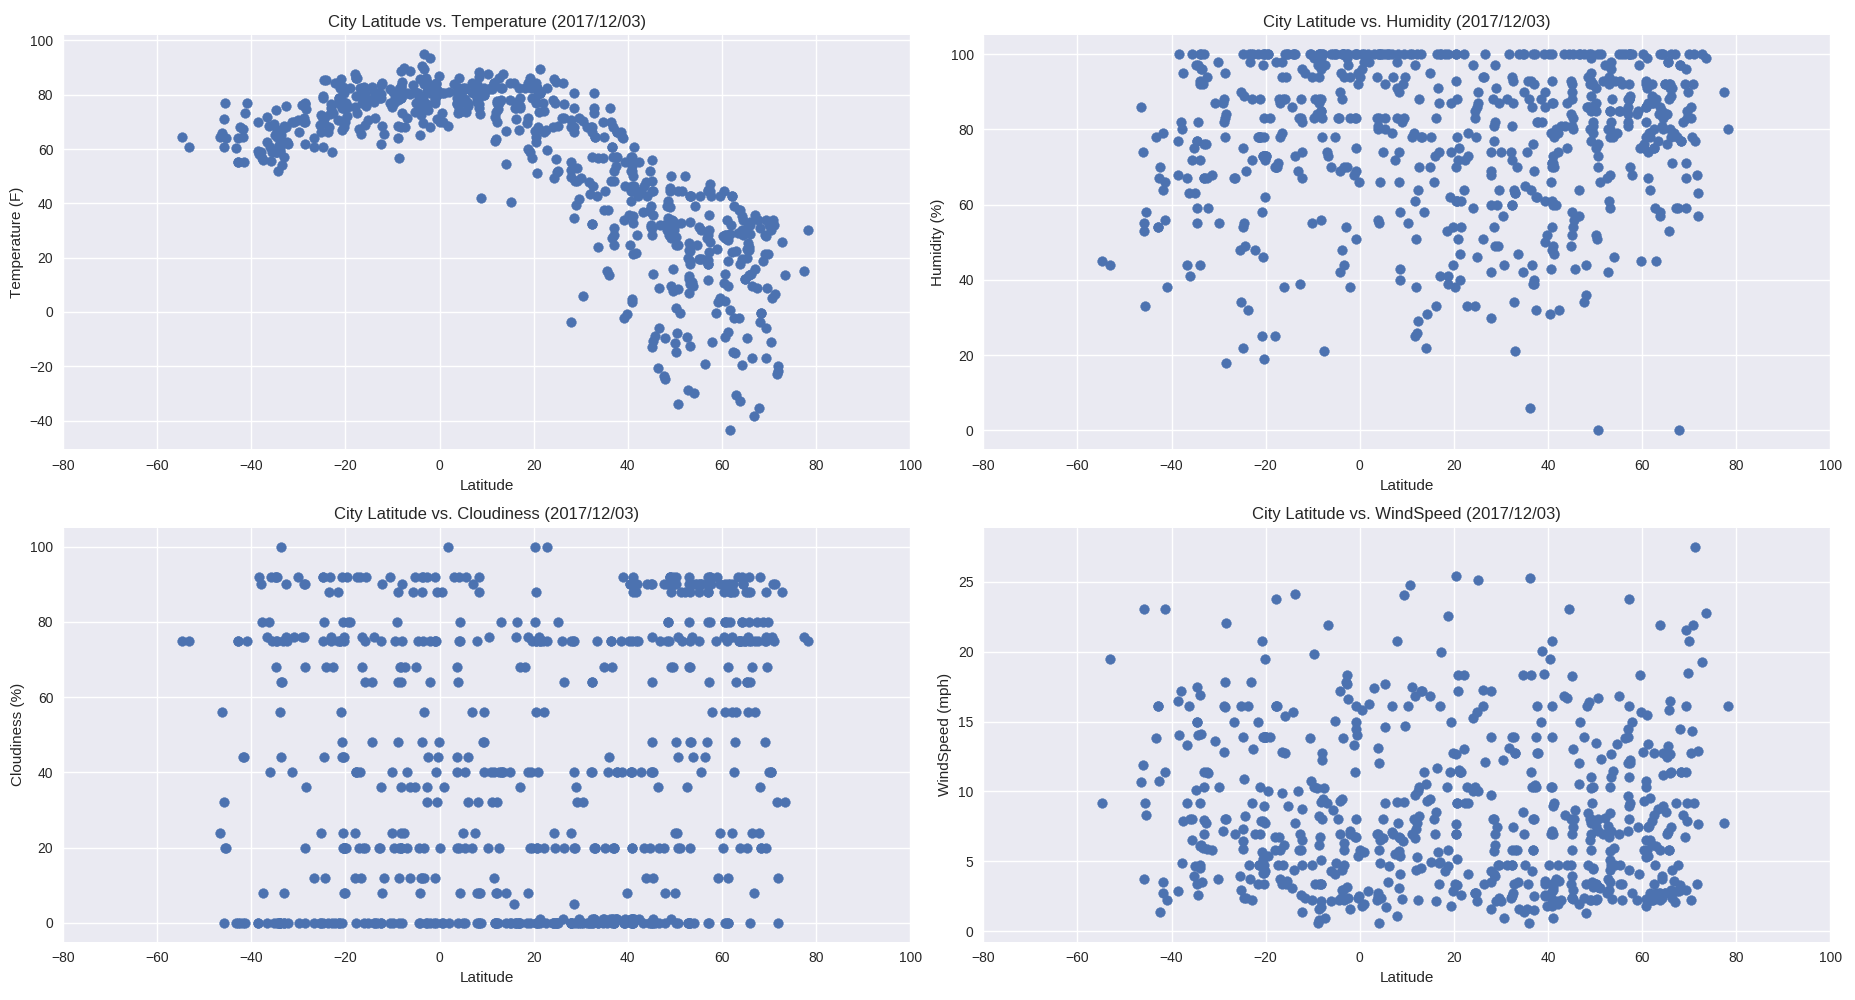 City Latitude vs. Temperature (2017/12/03)
100
80
60
40
20
0
−20
−40
Temperature (F)
−80 −60 −40 −20 0 20 40 60 80 100
Latitude
City Latitude vs. Humidity (2017/12/03)
100
80
60
40
20
0
Humidity (%)
−80 −60 −40 −20 0 20 40 60 80 100
Latitude
City Latitude vs. Cloudiness (2017/12/03)
100
80
60
40
20
0
Cloudiness (%)
−80 −60 −40 −20 0 20 40 60 80 100
Latitude
City Latitude vs. WindSpeed (2017/12/03)
25
20
15
10
5
0
WindSpeed (mph)
−80 −60 −40 −20 0 20 40 60 80 100
Latitude